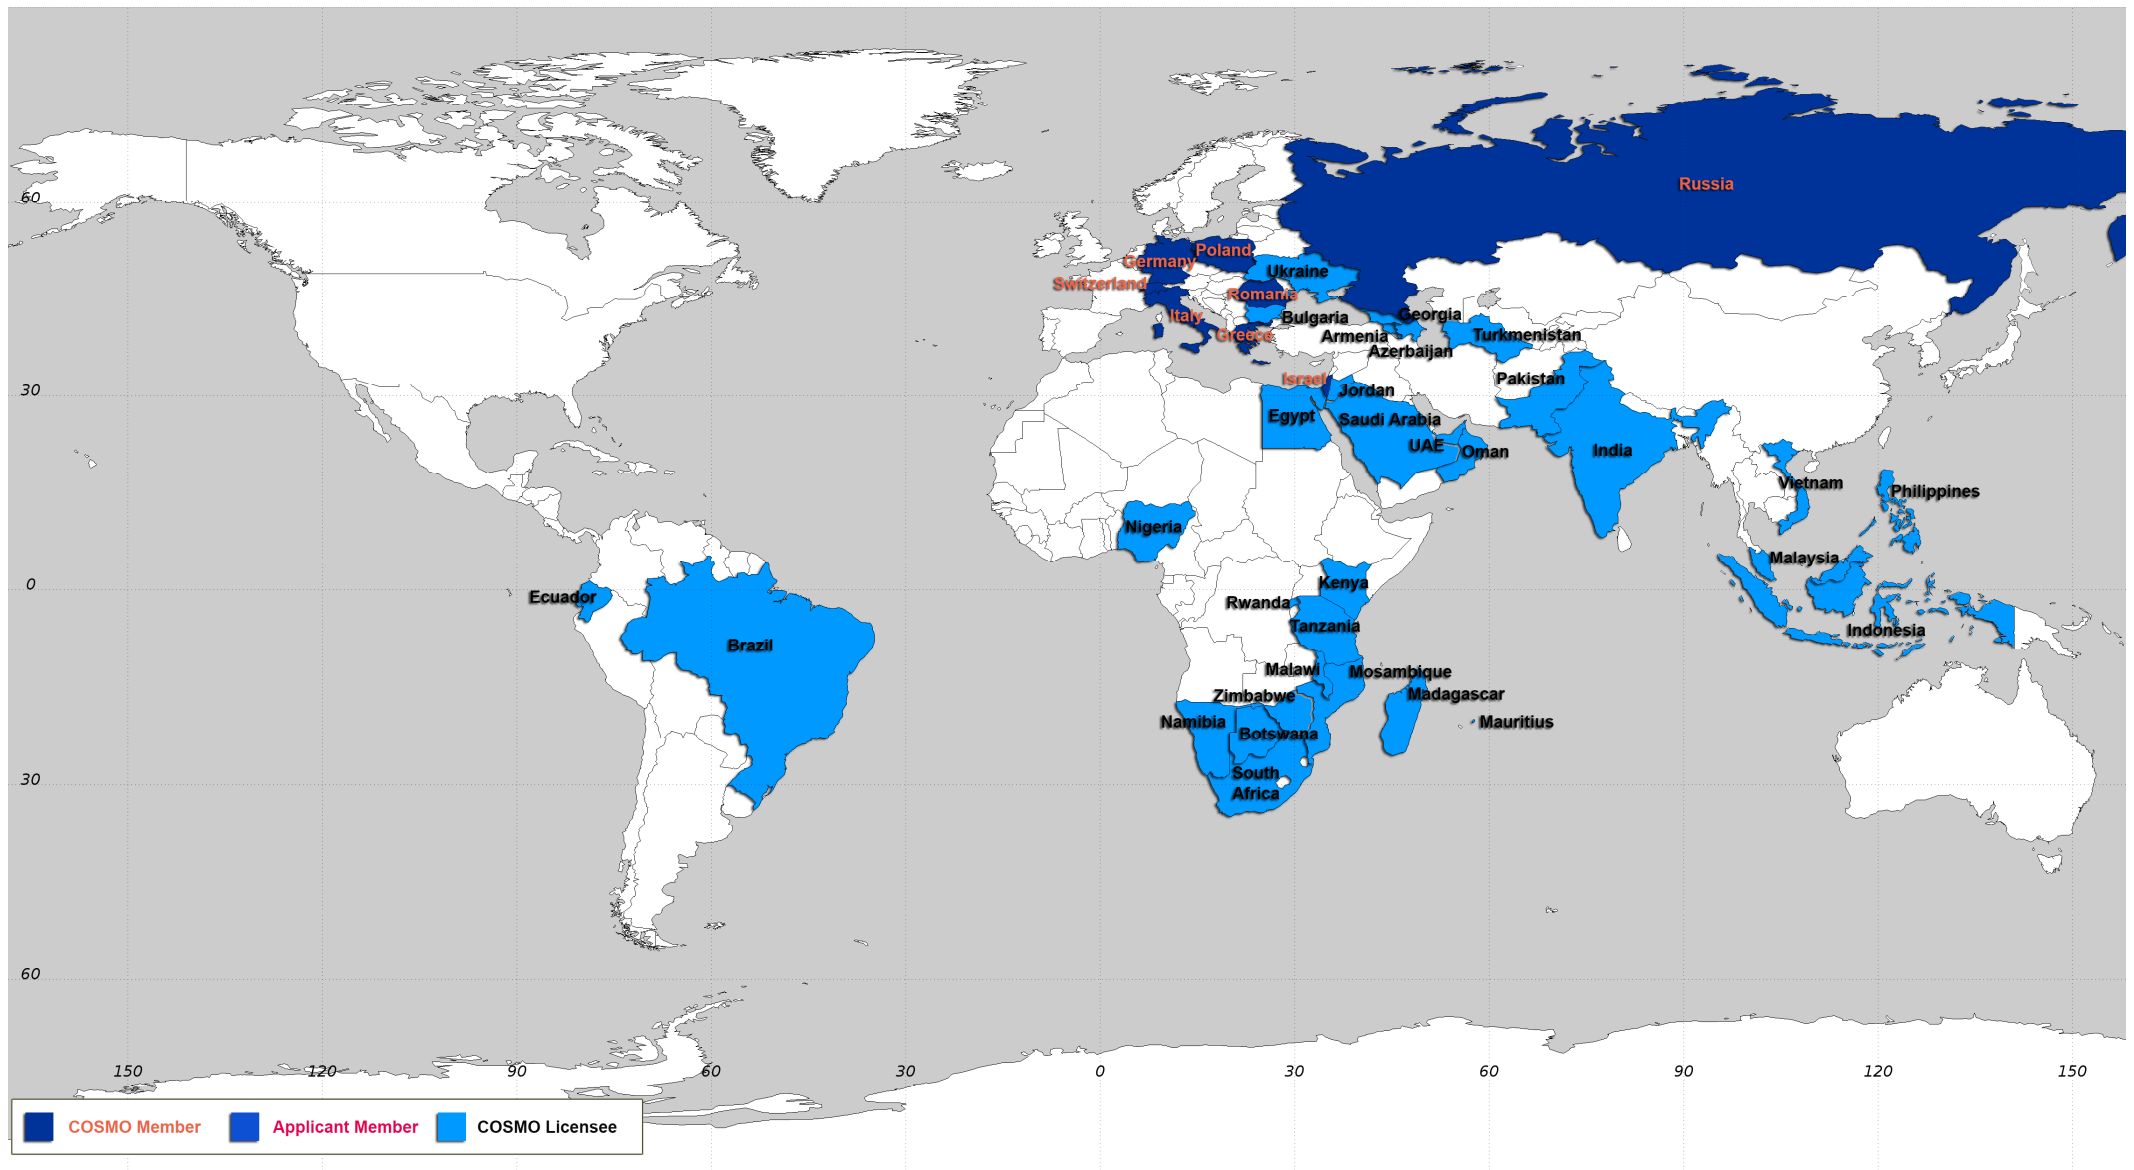 60
Russia
Poland
Germany
Ukraine
Switzerland
Romania
Italy
Bulgaria
Georgia
Greece
Armenia
Turkmenistan
Azerbaijan
Israel
Pakistan
30
Jordan
Egypt
Saudi Arabia
UAE
Oman
India
Vietnam
Philippines
Nigeria
Malaysia
0
Kenya
Ecuador
Rwanda
Tanzania
Indonesia
Brazil
Malawi
Mosambique
Zimbabwe
Madagascar
Namibia
Mauritius
Botswana
South
Africa
30
60
150 120 90 60 30 0 30 60 90 120 150
COSMO Member Applicant Member COSMO Licensee